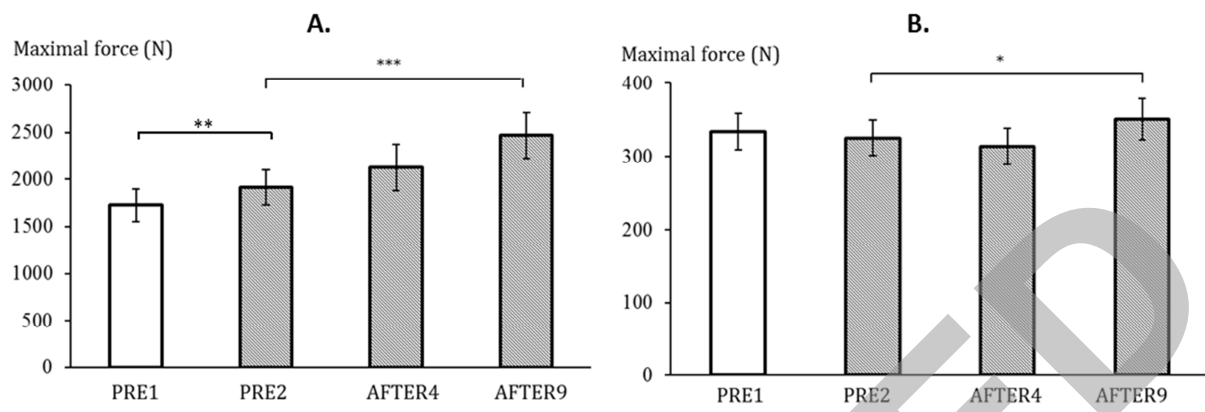 A.
Maximal force (N)
***
**
3000
2500
2000
1500
1000
500
0
PRE1 PRE2 AFTER4 AFTER9
B.
Maximal force (N)
*
400
300
200
100
0
PRE1 PRE2 AFTER4 AFTER9